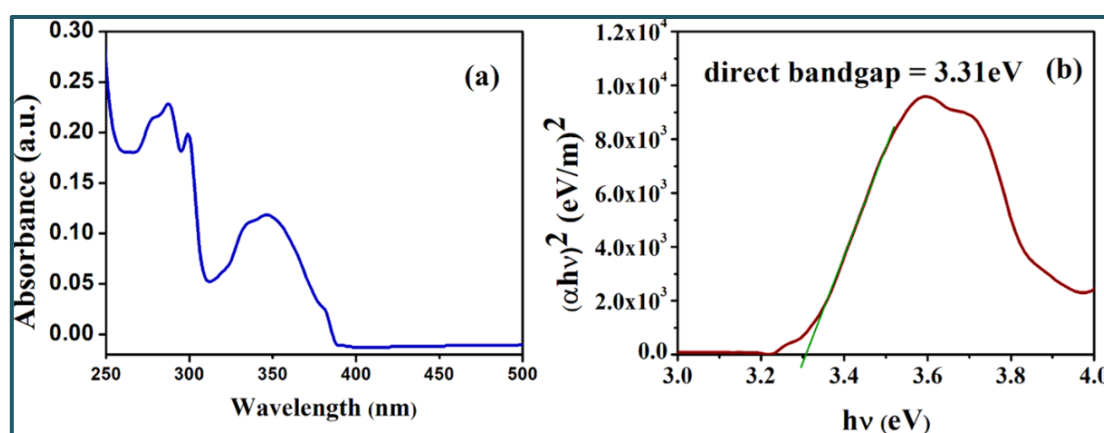 (a)
Absorbance (a.u.)
0.30
0.25
0.20
0.15
0.10
0.05
0.00
250 300 350 400 450 500
Wavelength (nm)
(b)
direct bandgap = 3.31eV
(αhν)² (eV/m)²
1.2x10⁴
1.0x10⁴
8.0x10³
6.0x10³
4.0x10³
2.0x10³
0.0
3.0 3.2 3.4 3.6 3.8 4.0
hν (eV)